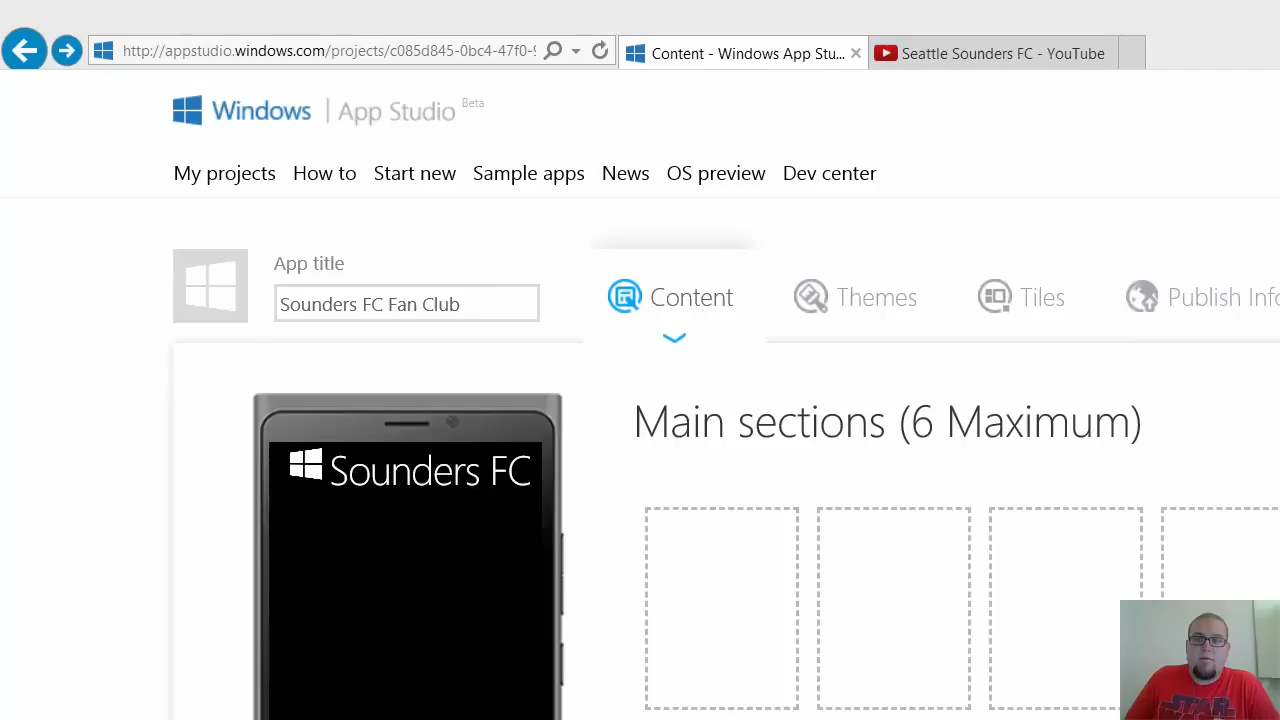 http://appstudio.windows.com/projects/c085d845-0bc4-47f0-9
Content - Windows App Stu...
Seattle Sounders FC - YouTube
Windows | App Studio Beta
My projects How to Start new Sample apps News OS preview Dev center
App title
Sounders FC Fan Club
Content Themes Tiles Publish Info
Sounders FC
Main sections (6 Maximum)
STAR